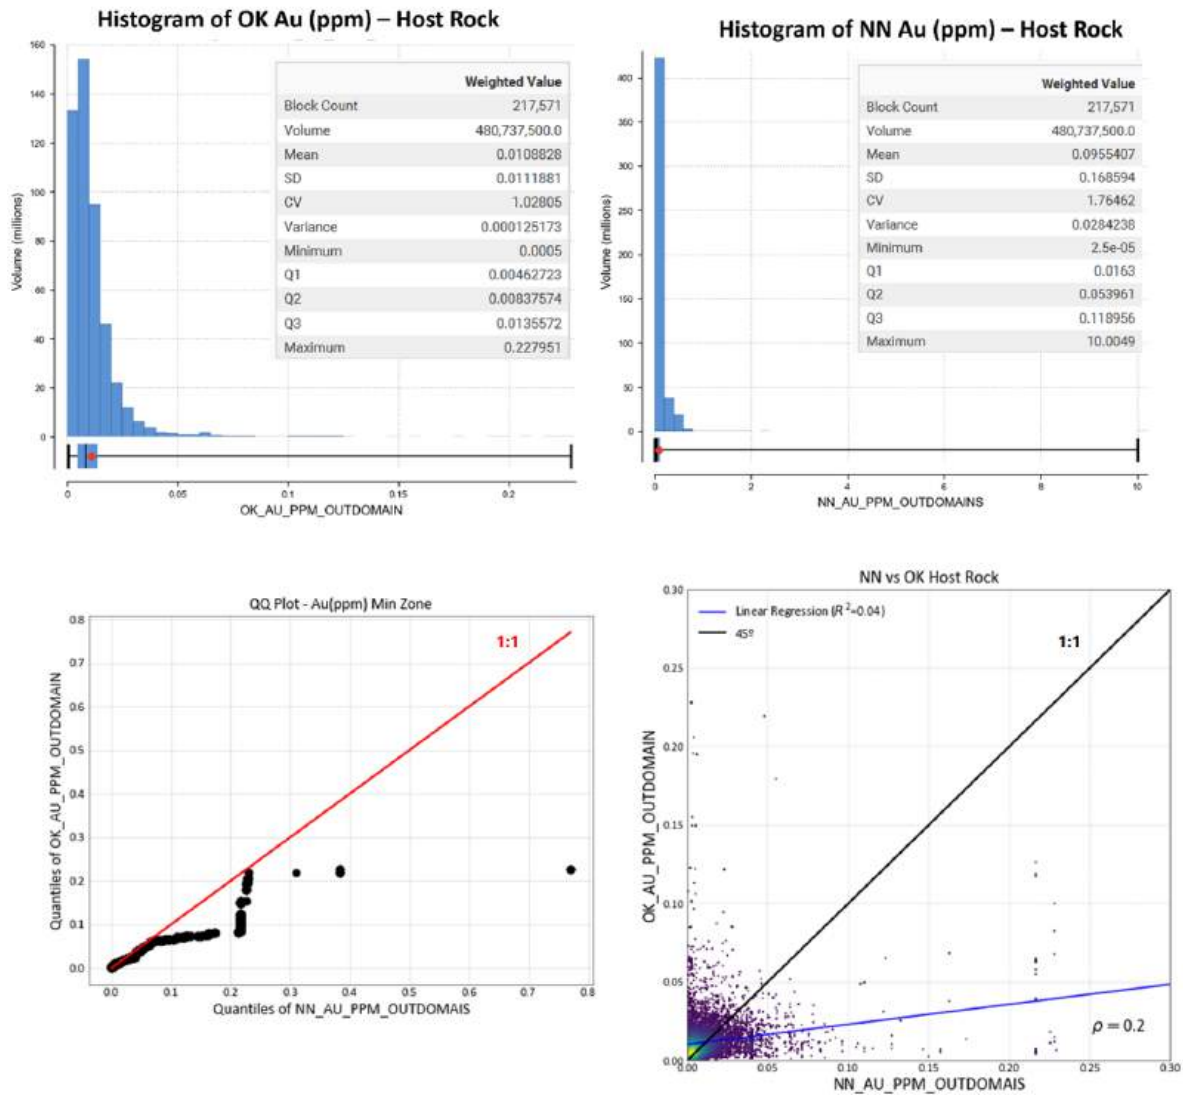 Histogram of OK Au (ppm) – Host Rock
160
140
120
100
80
60
40
20
0
Volume (millions)
Weighted Value
Block Count 217,571
Volume 480,737,500.0
Mean 0.0108828
SD 0.0111881
CV 1.02805
Variance 0.000125173
Minimum 0.0005
Q1 0.00462723
Q2 0.00837574
Q3 0.0135572
Maximum 0.227951
0 0.05 0.1 0.15 0.2
OK_AU_PPM_OUTDOMAIN
Histogram of NN Au (ppm) – Host Rock
400
350
300
250
200
150
100
50
0
Volume (millions)
Weighted Value
Block Count 217,571
Volume 480,737,500.0
Mean 0.0955407
SD 0.168594
CV 1.76462
Variance 0.0284238
Minimum 2.5e-05
Q1 0.0163
Q2 0.053961
Q3 0.118956
Maximum 10.0049
0 2 4 6 8 10
NN_AU_PPM_OUTDOMAINS
QQ Plot - Au(ppm) Min Zone
0.8
0.7
0.6
0.5
0.4
0.3
0.2
0.1
0.0
Quantiles of OK_AU_PPM_OUTDOMAIN
1:1
0.0 0.1 0.2 0.3 0.4 0.5 0.6 0.7 0.8
Quantiles of NN_AU_PPM_OUTDOMAIS
NN vs OK Host Rock
0.30
0.25
0.20
0.15
0.10
0.05
0.00
OK_AU_PPM_OUTDOMAIN
Linear Regression (R²=0.04)
45º
1:1
ρ = 0.2
0.00 0.05 0.10 0.15 0.20 0.25 0.30
NN_AU_PPM_OUTDOMAIS